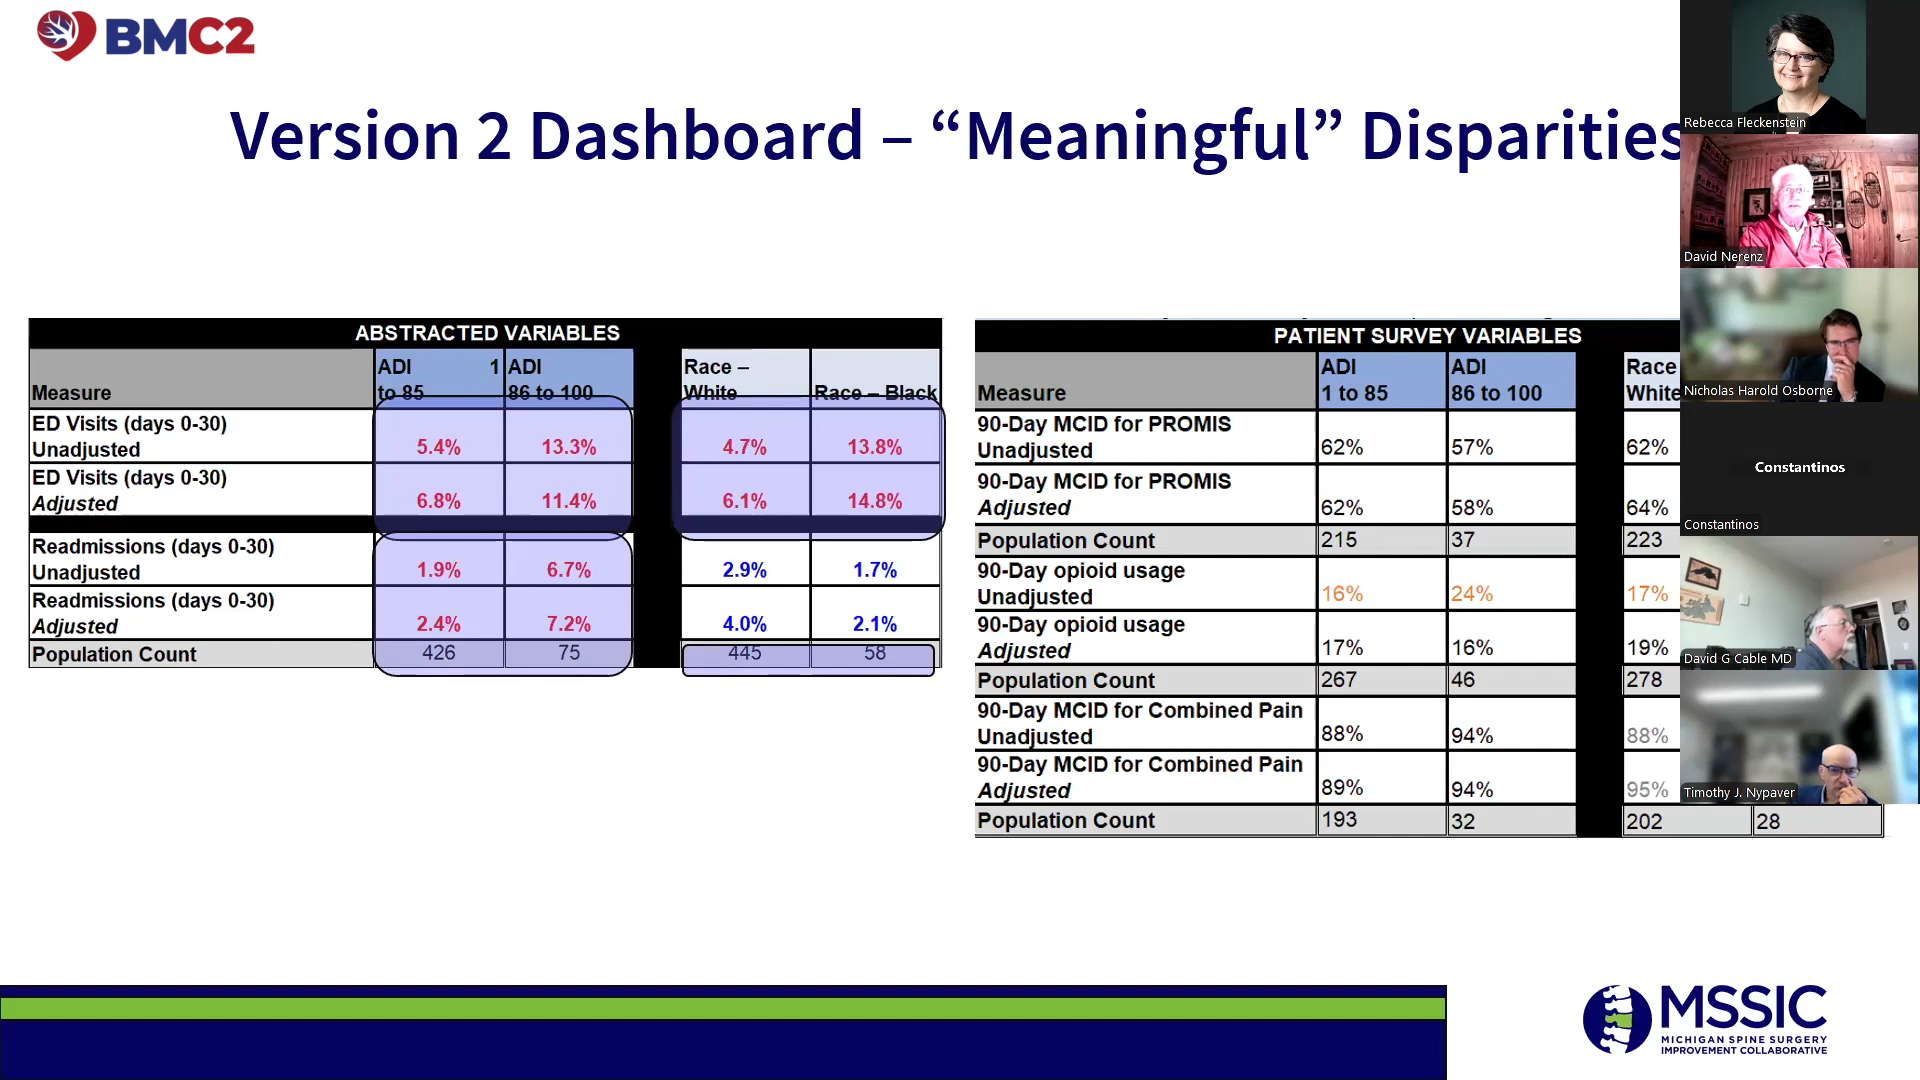 BMC2
Version 2 Dashboard – “Meaningful” Disparities
ABSTRACTED VARIABLES
Measure
ADI 1 to 85
ADI 86 to 100
Race – White
Race – Black
ED Visits (days 0-30) Unadjusted
5.4% 13.3% 4.7% 13.8%
ED Visits (days 0-30) Adjusted
6.8% 11.4% 6.1% 14.8%
Readmissions (days 0-30) Unadjusted
1.9% 6.7% 2.9% 1.7%
Readmissions (days 0-30) Adjusted
2.4% 7.2% 4.0% 2.1%
Population Count 426 75 445 58
PATIENT SURVEY VARIABLES
Measure
ADI 1 to 85
ADI 86 to 100
Race White
90-Day MCID for PROMIS Unadjusted
62% 57% 62%
90-Day MCID for PROMIS Adjusted
62% 58% 64%
Population Count 215 37 223
90-Day opioid usage Unadjusted
16% 24% 17%
90-Day opioid usage Adjusted
17% 16% 19%
Population Count 267 46 278
90-Day MCID for Combined Pain Unadjusted
88% 94% 88%
90-Day MCID for Combined Pain Adjusted
89% 94% 95%
Population Count 193 32 202 28
Rebecca Fleckenstein
David Nerenz
Nicholas Harold Osborne
Constantinos
Constantinos
David G Cable MD
Timothy J. Nypaver
MSSIC
MICHIGAN SPINE SURGERY
IMPROVEMENT COLLABORATIVE